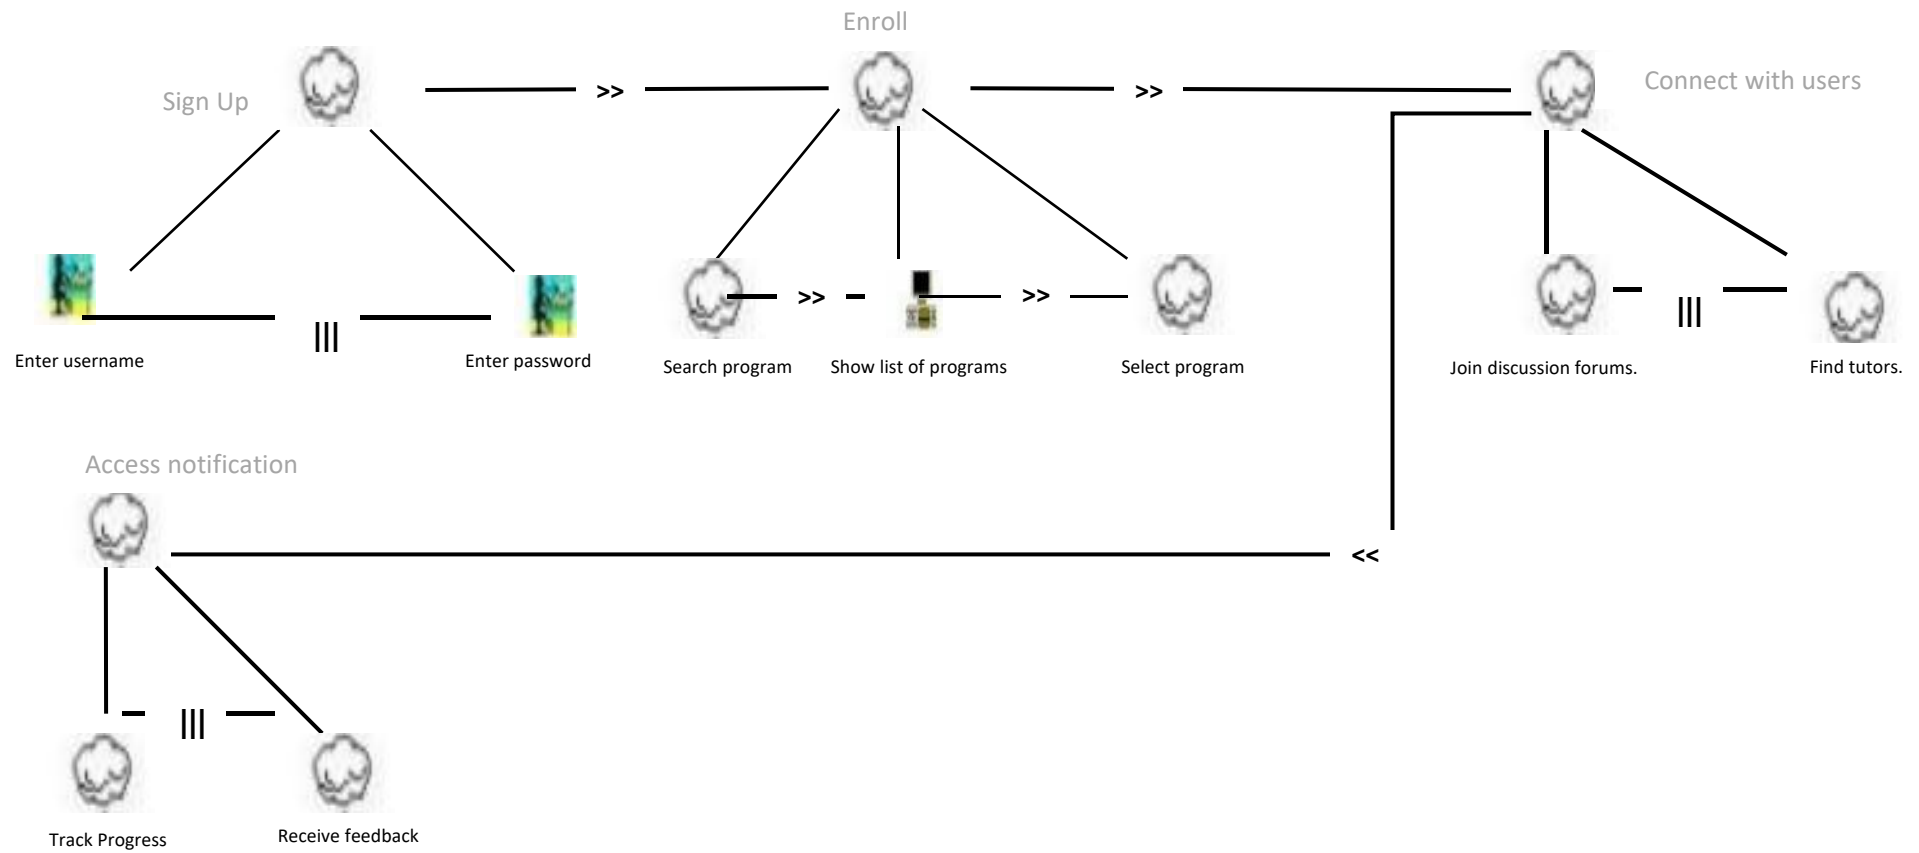 Enroll
Sign Up
>>
>>
Connect with users
>>
>>
|||
|||
Enter username
Enter password
Search program
Show list of programs
Select program
Join discussion forums.
Find tutors.
Access notification
<<
|||
Track Progress
Receive feedback